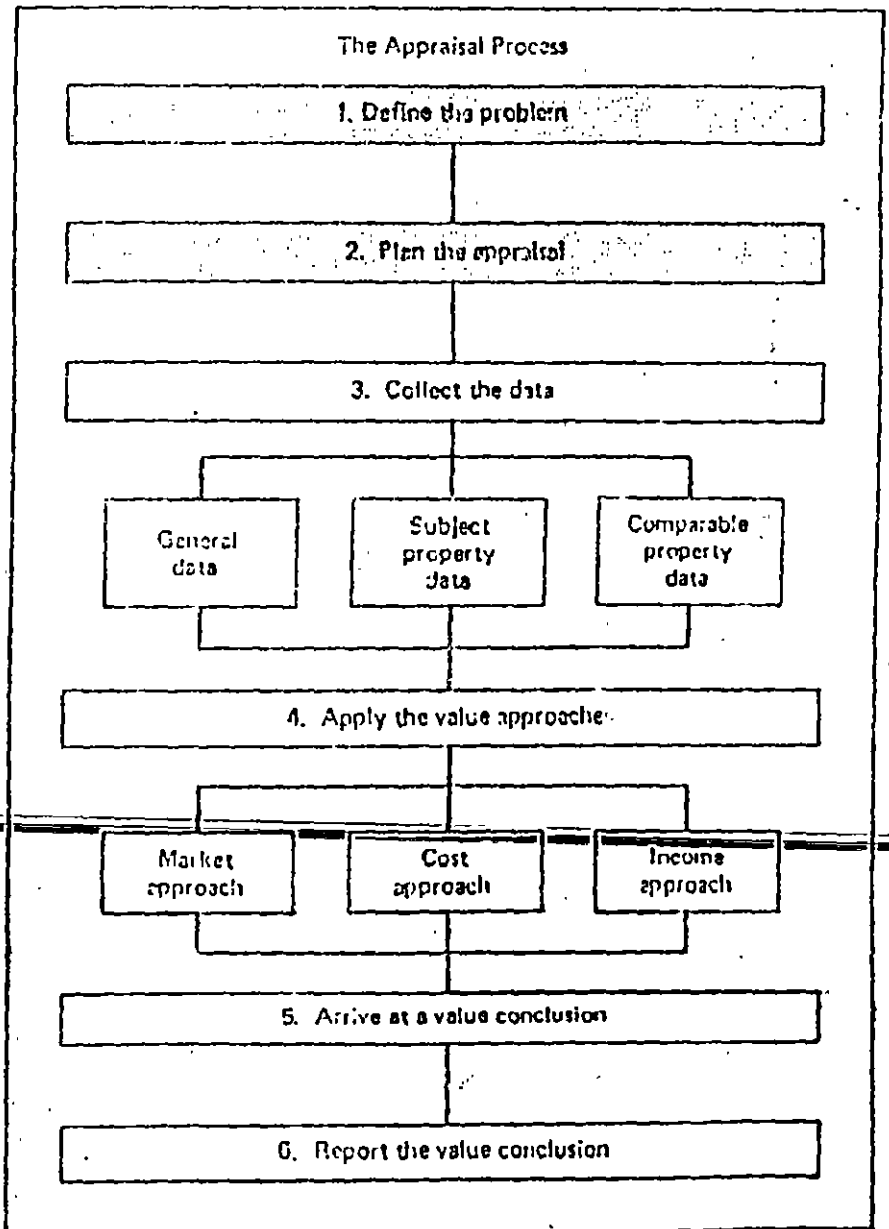 The Appraisal Process
1. Define the problem
2. Plan the appraisal
3. Collect the data
General
data
Subject
property
data
Comparable
property
data
4. Apply the value approaches
Market
approach
Cost
approach
Income
approach
5. Arrive at a value conclusion
6. Report the value conclusion